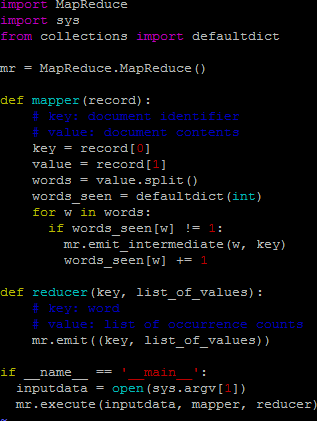 import MapReduce
import sys
from collections import defaultdict

mr = MapReduce.MapReduce()

def mapper(record):
    # key: document identifier
    # value: document contents
    key = record[0]
    value = record[1]
    words = value.split()
    words_seen = defaultdict(int)
    for w in words:
      if words_seen[w] != 1:
        mr.emit_intermediate(w, key)
        words_seen[w] += 1

def reducer(key, list_of_values):
    # key: word
    # value: list of occurrence counts
    mr.emit((key, list_of_values))

if __name__ == '__main__':
  inputdata = open(sys.argv[1])
  mr.execute(inputdata, mapper, reducer)
~